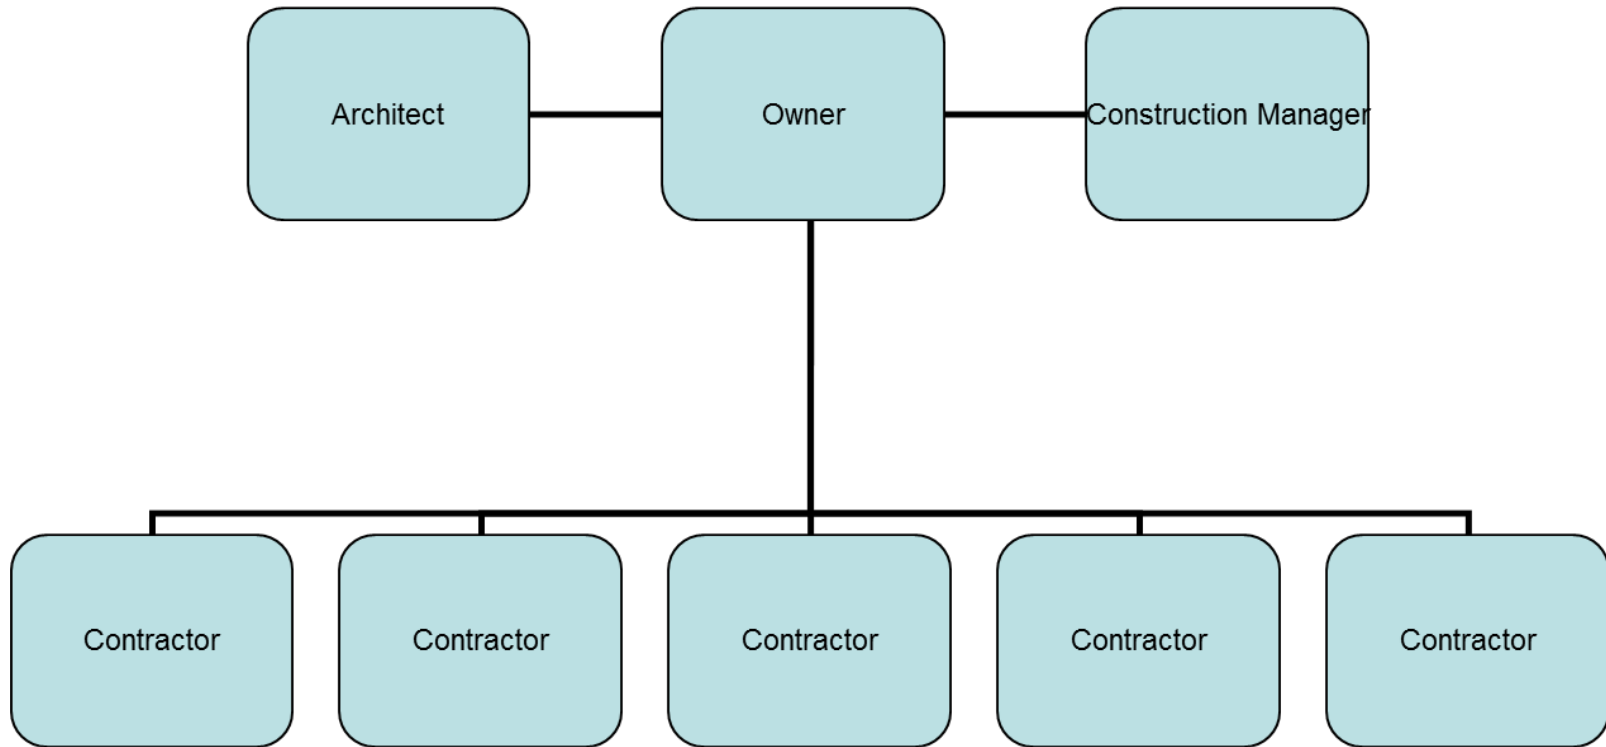 Architect
Owner
Construction Manager
Contractor
Contractor
Contractor
Contractor
Contractor